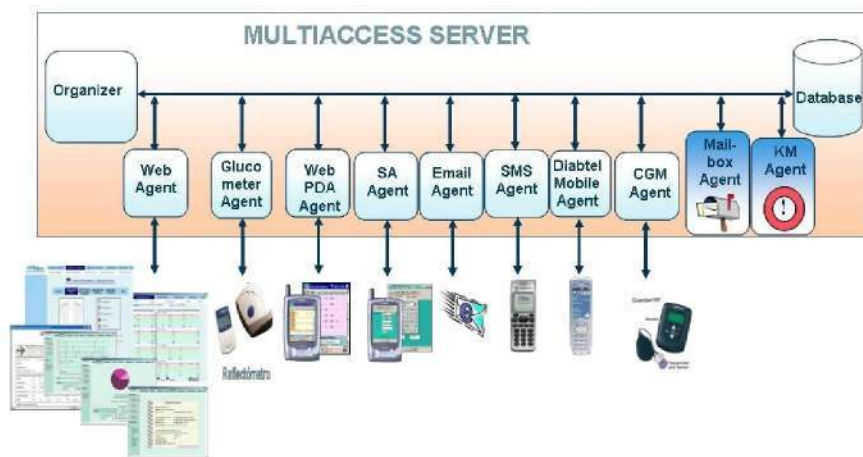 MULTIACCESS SERVER
Organizer
Database
Web
Agent
Gluco
meter
Agent
Web
PDA
Agent
SA
Agent
Email
Agent
SMS
Agent
Diabtel
Mobile
Agent
CGM
Agent
Mail-
box
Agent
KM
Agent
!
Reflectómetro